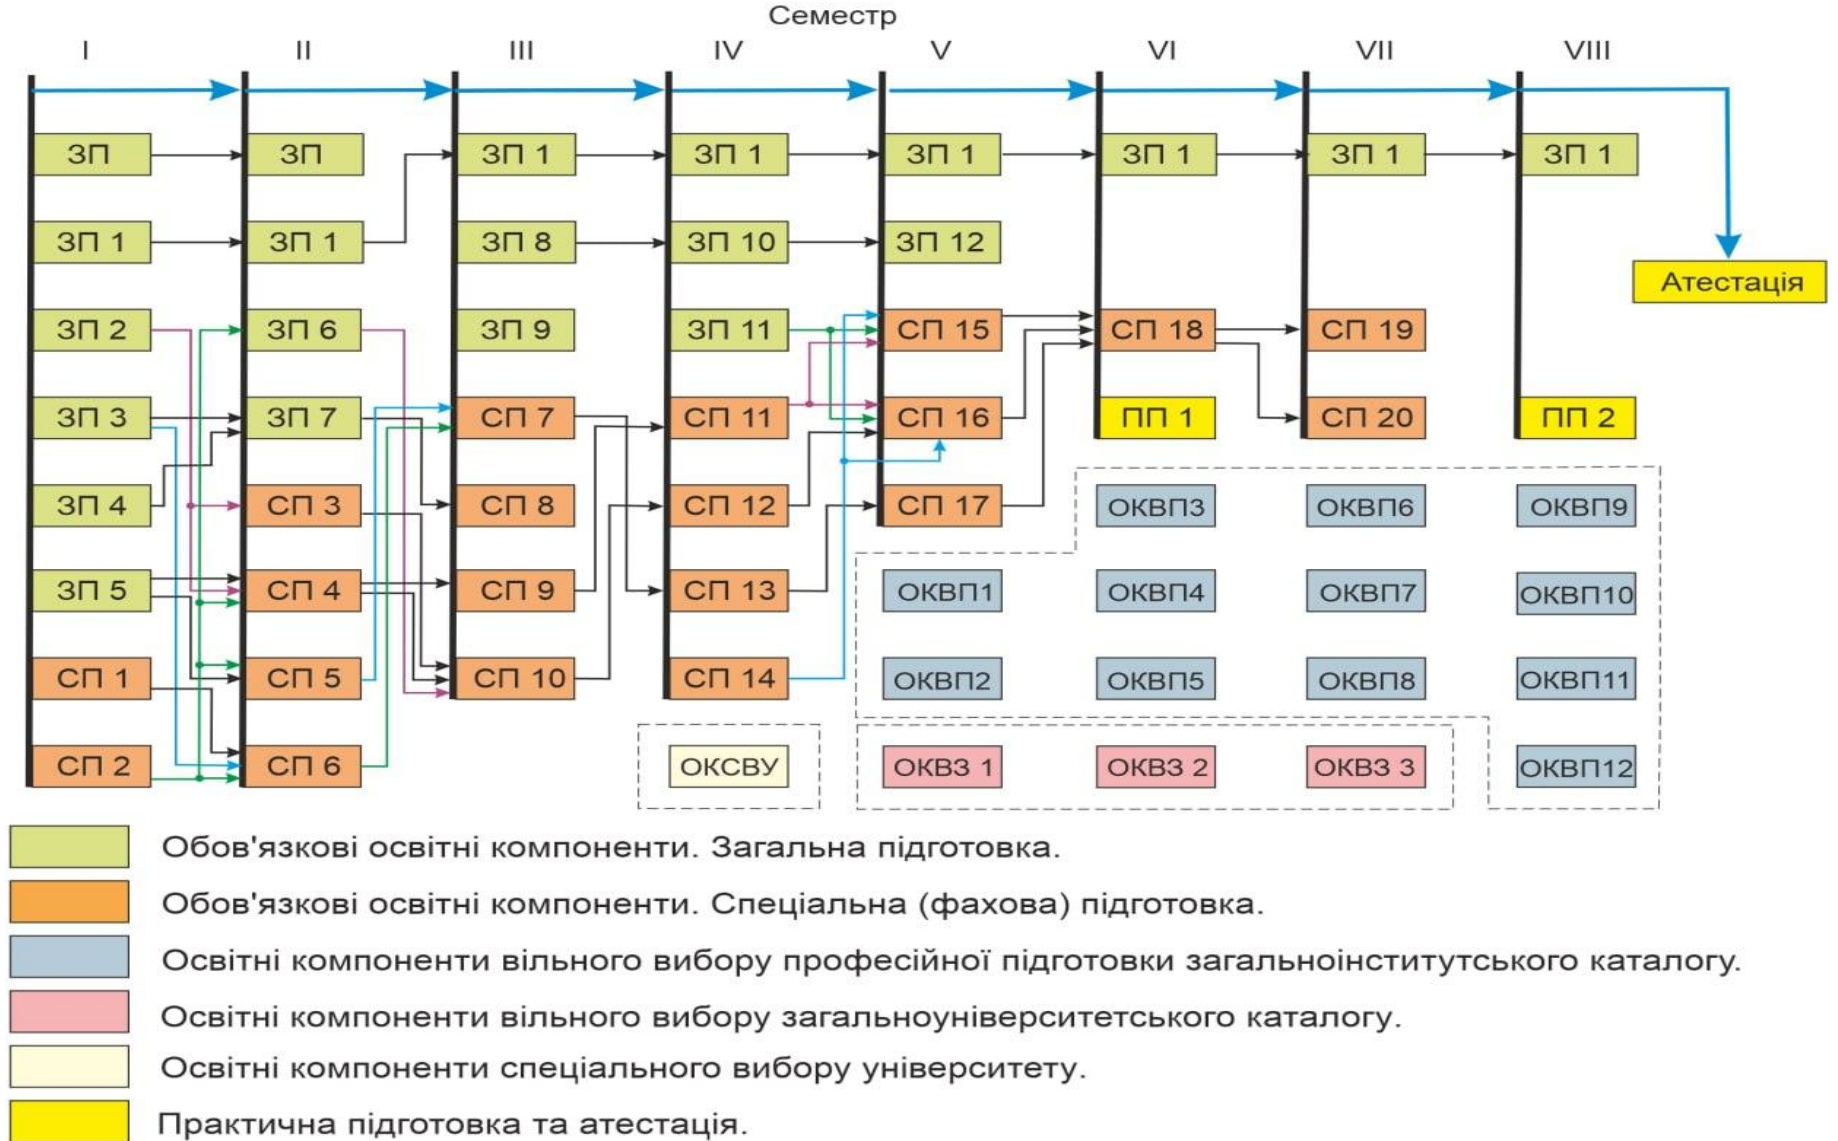 Семестр
I II III IV V VI VII VIII
ЗП ЗП ЗП 1 ЗП 1 ЗП 1 ЗП 1 ЗП 1 ЗП 1
ЗП 1 ЗП 1 ЗП 8 ЗП 10 ЗП 12
Атестація
ЗП 2 ЗП 6 ЗП 9 ЗП 11 СП 15 СП 18 СП 19
ЗП 3 ЗП 7 СП 7 СП 11 СП 16 ПП 1 СП 20 ПП 2
ЗП 4 СП 3 СП 8 СП 12 СП 17 ОКВП3 ОКВП6 ОКВП9
ЗП 5 СП 4 СП 9 СП 13 ОКВП1 ОКВП4 ОКВП7 ОКВП10
СП 1 СП 5 СП 10 СП 14 ОКВП2 ОКВП5 ОКВП8 ОКВП11
СП 2 СП 6 ОКСВУ ОКВЗ 1 ОКВЗ 2 ОКВЗ 3 ОКВП12
Обов'язкові освітні компоненти. Загальна підготовка.
Обов'язкові освітні компоненти. Спеціальна (фахова) підготовка.
Освітні компоненти вільного вибору професійної підготовки загальноінститутського каталогу.
Освітні компоненти вільного вибору загальноуніверситетського каталогу.
Освітні компоненти спеціального вибору університету.
Практична підготовка та атестація.